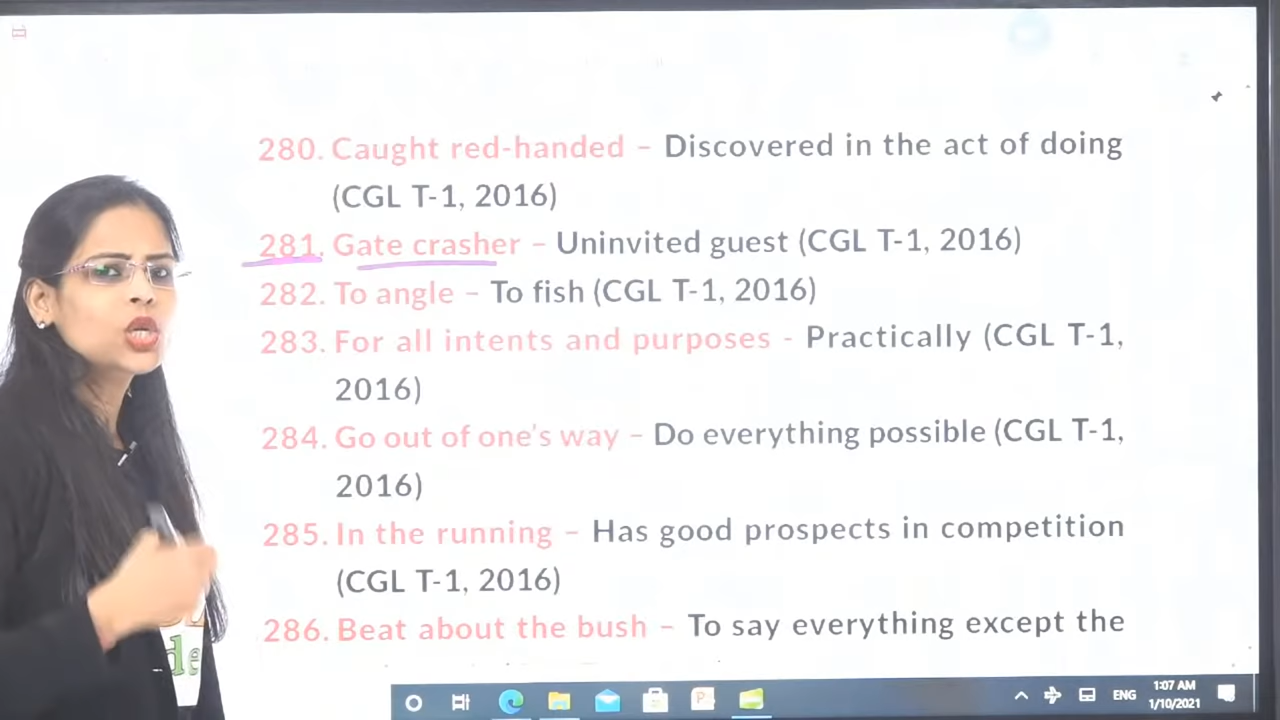 280. Caught red-handed – Discovered in the act of doing
(CGL T-1, 2016)
281. Gate crasher – Uninvited guest (CGL T-1, 2016)
282. To angle – To fish (CGL T-1, 2016)
283. For all intents and purposes - Practically (CGL T-1,
2016)
284. Go out of one's way – Do everything possible (CGL T-1,
2016)
285. In the running – Has good prospects in competition
(CGL T-1, 2016)
286. Beat about the bush – To say everything except the
de
ENG
1:07 AM
1/10/2021